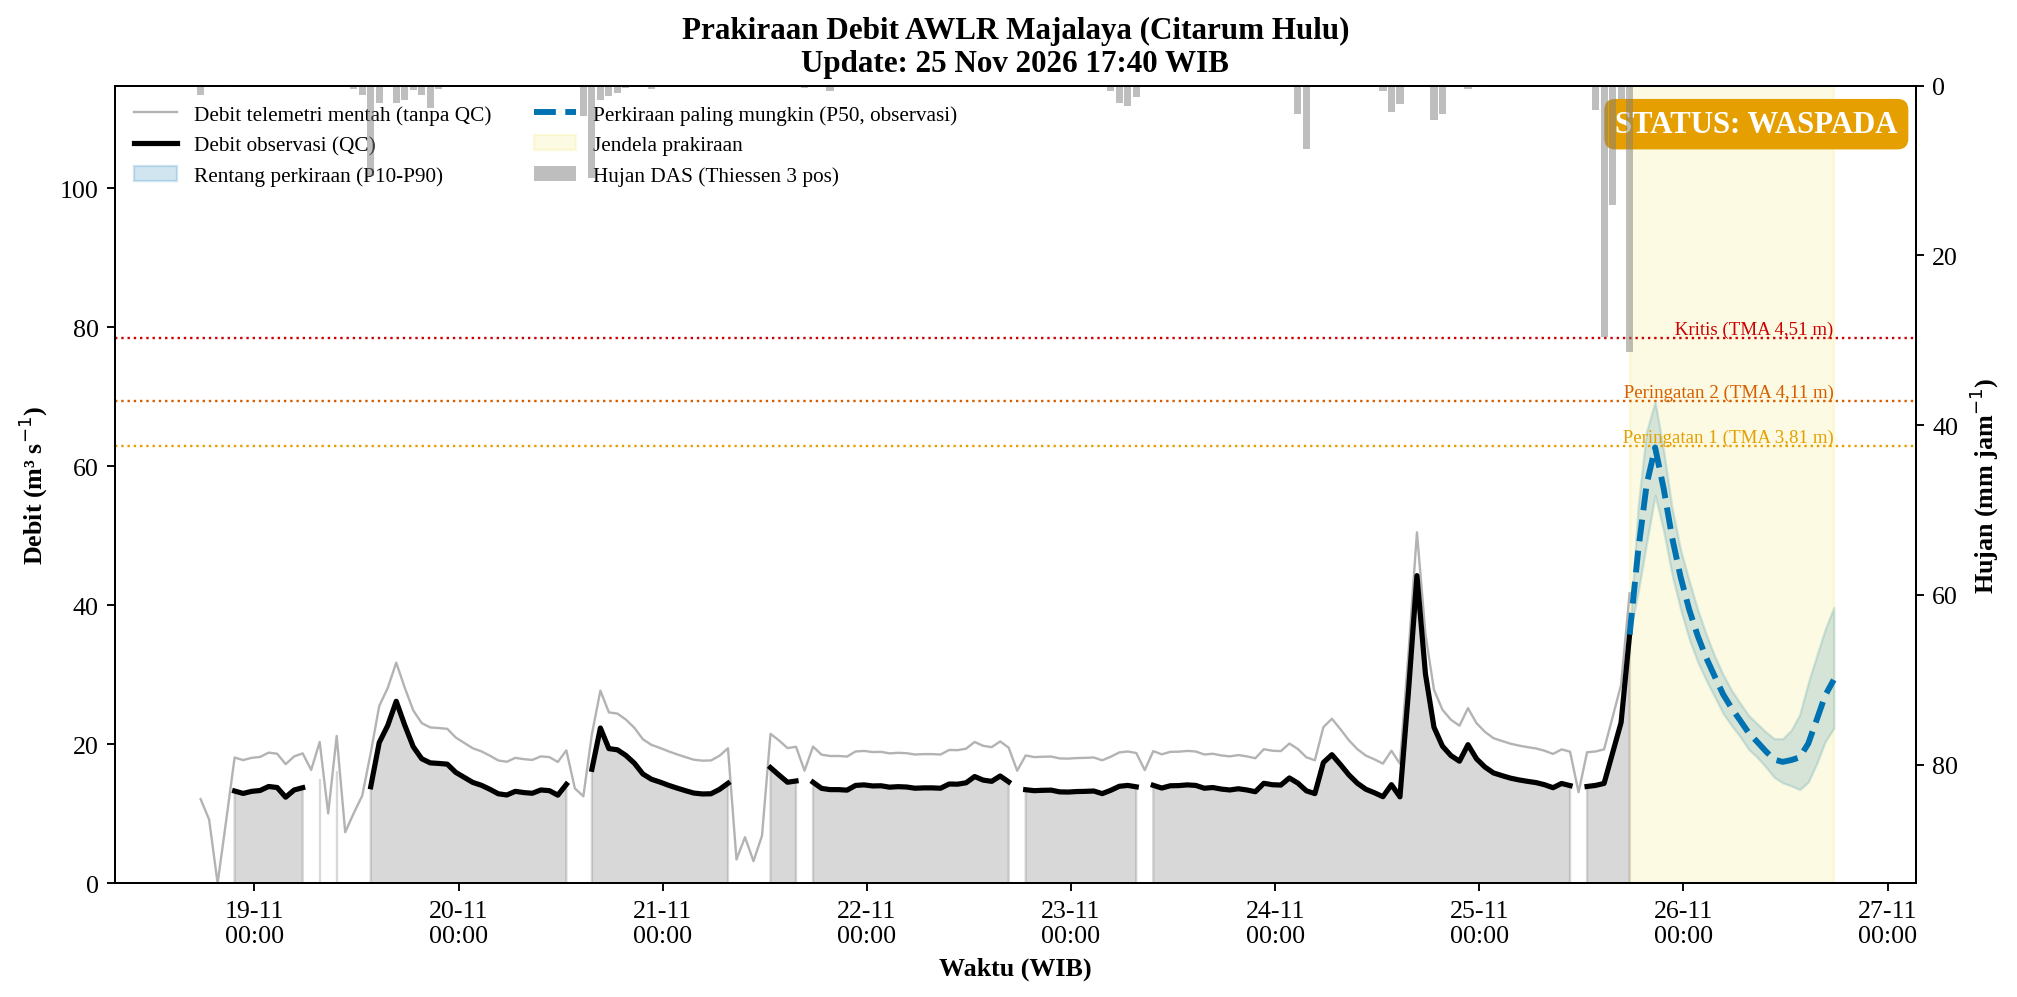 Prakiraan Debit AWLR Majalaya (Citarum Hulu)
Update: 25 Nov 2026 17:40 WIB
Debit telemetri mentah (tanpa QC)
Debit observasi (QC)
Rentang perkiraan (P10-P90)
Perkiraan paling mungkin (P50, observasi)
Jendela prakiraan
Hujan DAS (Thiessen 3 pos)
STATUS: WASPADA
Kritis (TMA 4,51 m)
Peringatan 2 (TMA 4,11 m)
Peringatan 1 (TMA 3,81 m)
Debit (m³ s⁻¹)
100
80
60
40
20
0
Hujan (mm jam⁻¹)
0
20
40
60
80
19-11
00:00
20-11
00:00
21-11
00:00
22-11
00:00
23-11
00:00
24-11
00:00
25-11
00:00
26-11
00:00
27-11
00:00
Waktu (WIB)